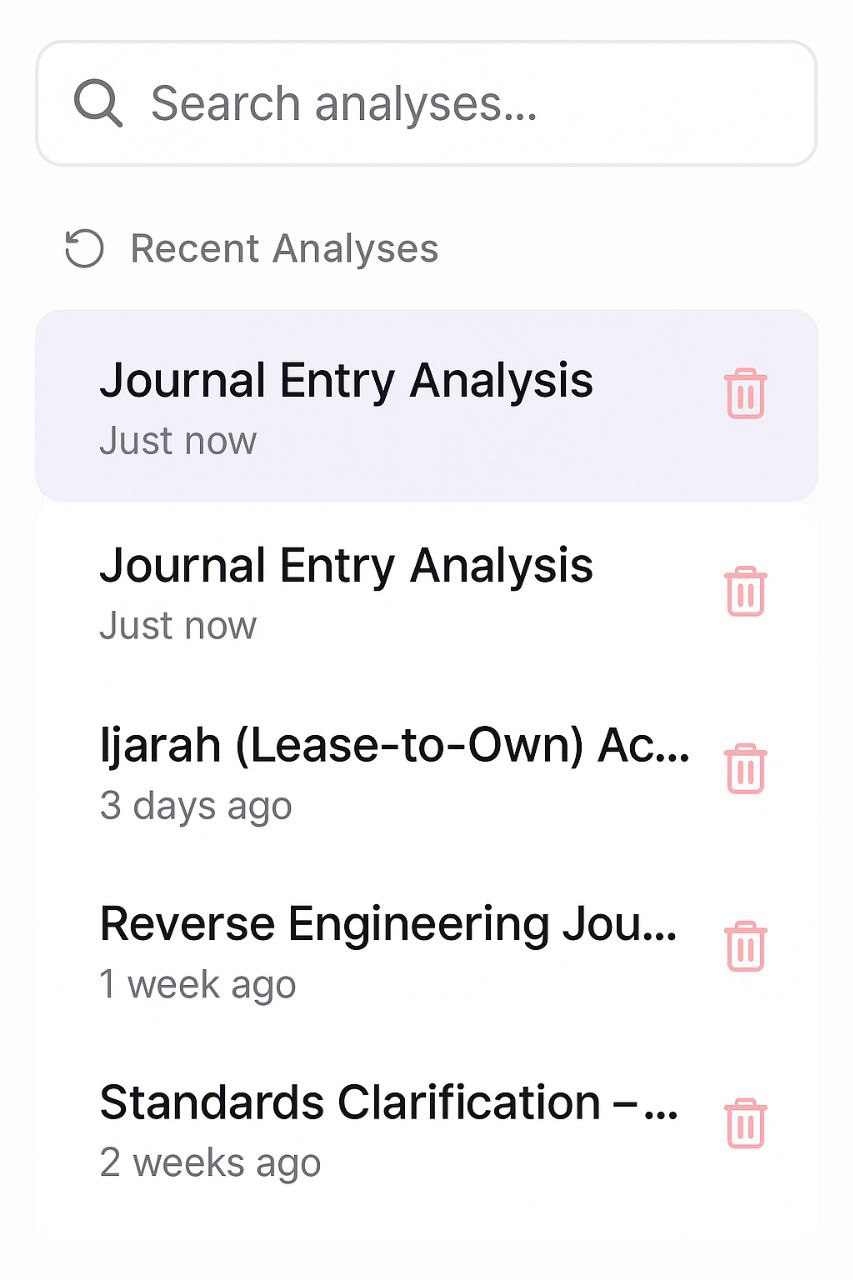 Search analyses...
Recent Analyses
Journal Entry Analysis
Just now
Journal Entry Analysis
Just now
Ijarah (Lease-to-Own) Ac...
3 days ago
Reverse Engineering Jou...
1 week ago
Standards Clarification – ...
2 weeks ago